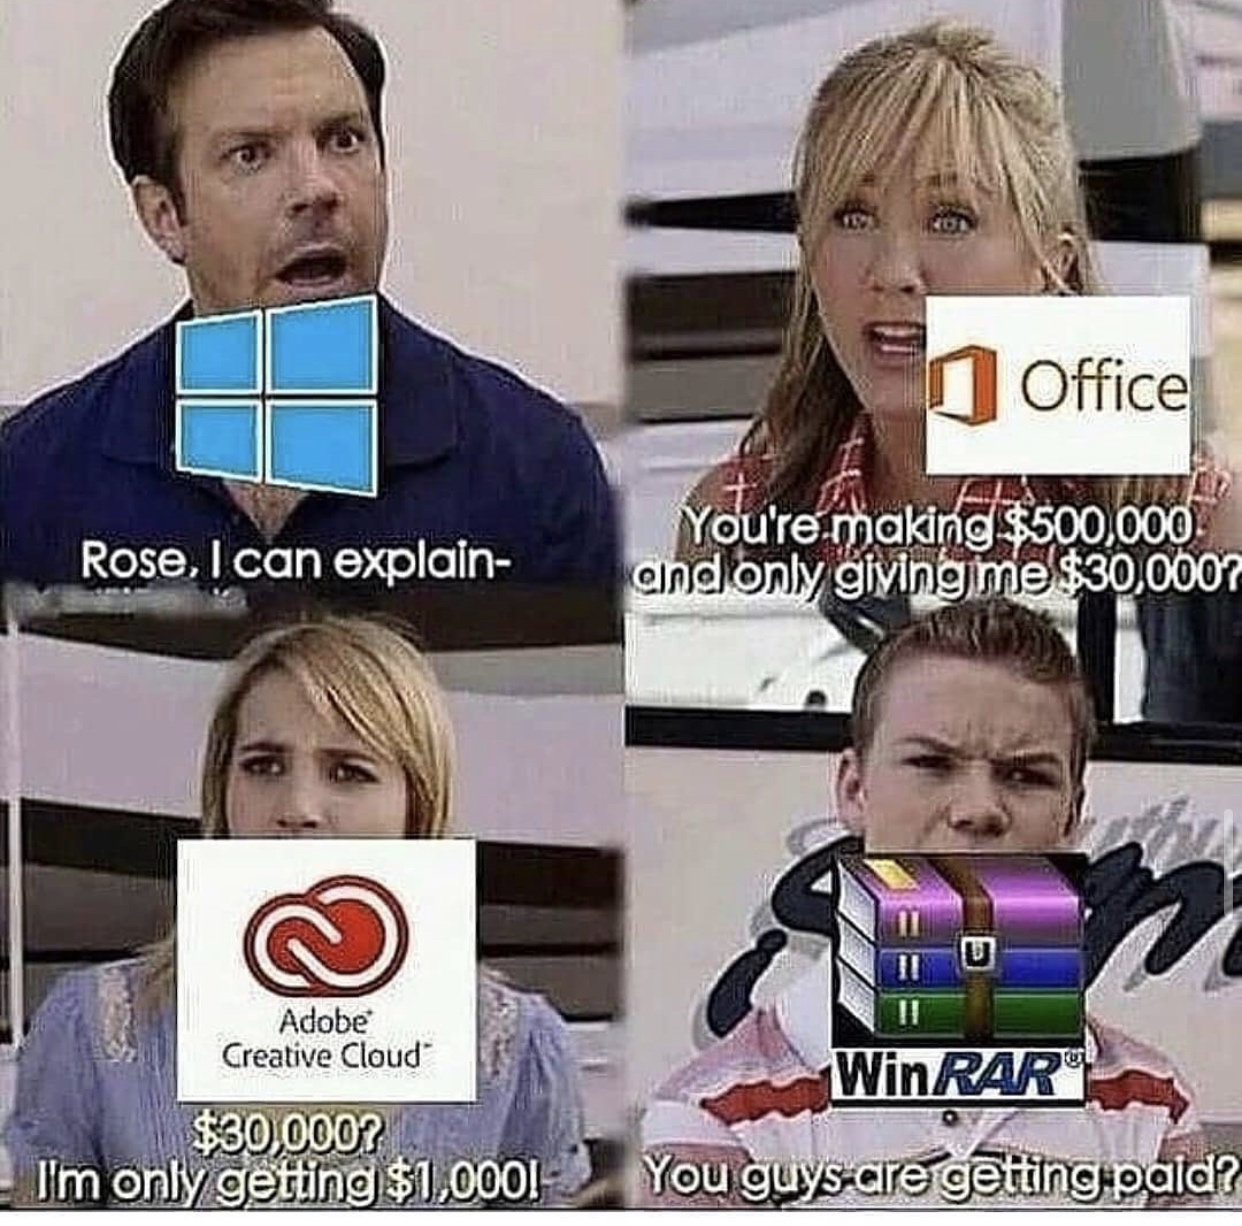 Office
Rose, I can explain-
You're making $500,000
and only giving me $30,000?
Adobe
Creative Cloud™
$30,000?
I'm only getting $1,000!
WinRAR®
You guys are getting paid?